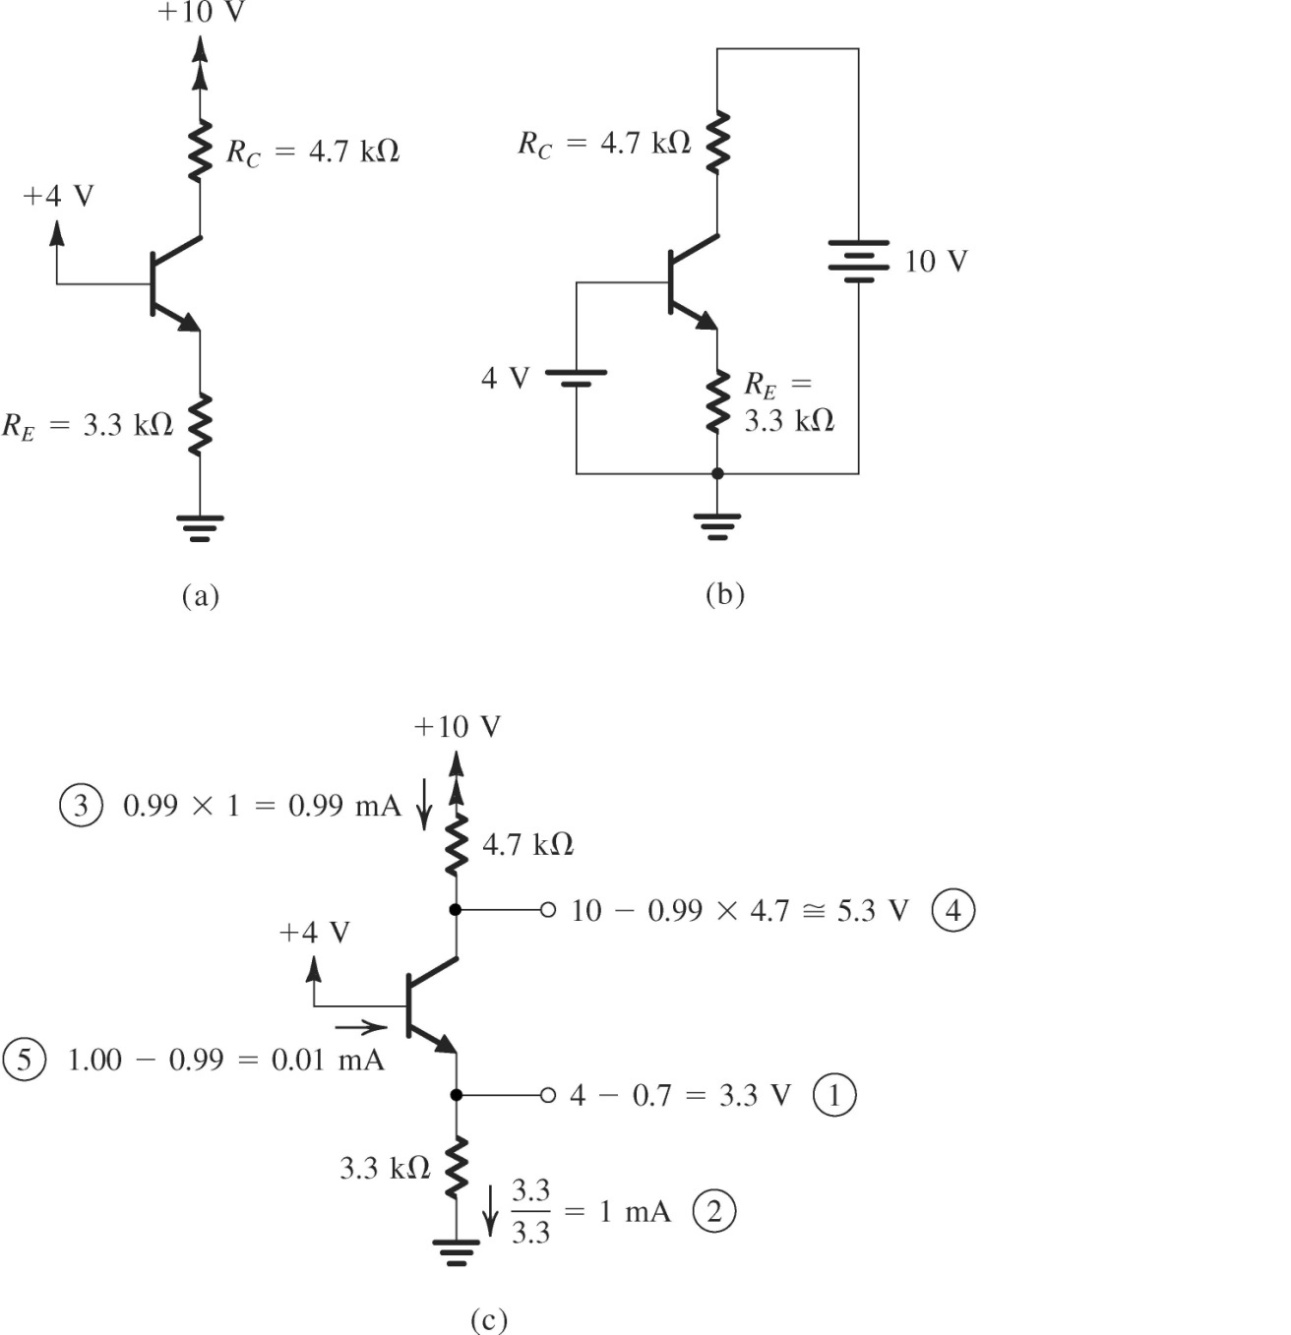 +10 V
R_C = 4.7 kΩ
+4 V
R_E = 3.3 kΩ
(a)
R_C = 4.7 kΩ
10 V
4 V
R_E =
3.3 kΩ
(b)
+10 V
③ 0.99 × 1 = 0.99 mA
4.7 kΩ
10 − 0.99 × 4.7 ≅ 5.3 V ④
+4 V
⑤ 1.00 − 0.99 = 0.01 mA
4 − 0.7 = 3.3 V ①
3.3 kΩ
3.3/3.3 = 1 mA ②
(c)